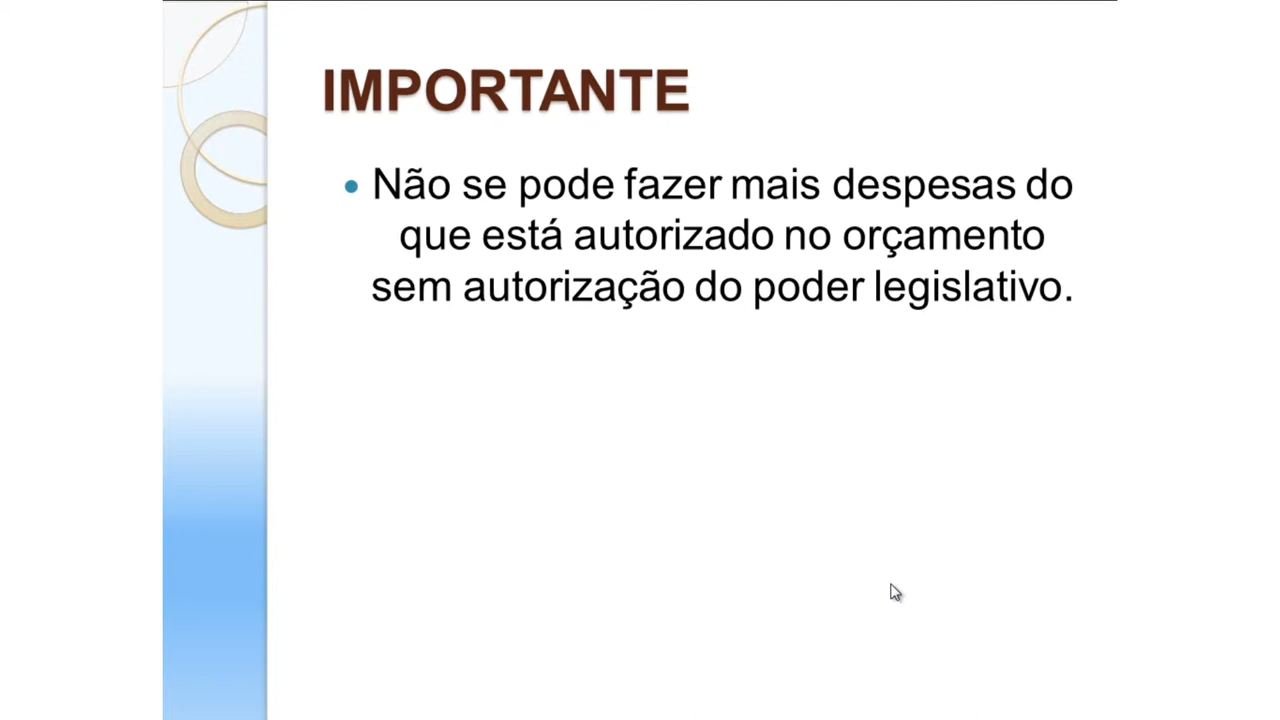 IMPORTANTE
• Não se pode fazer mais despesas do
que está autorizado no orçamento
sem autorização do poder legislativo.